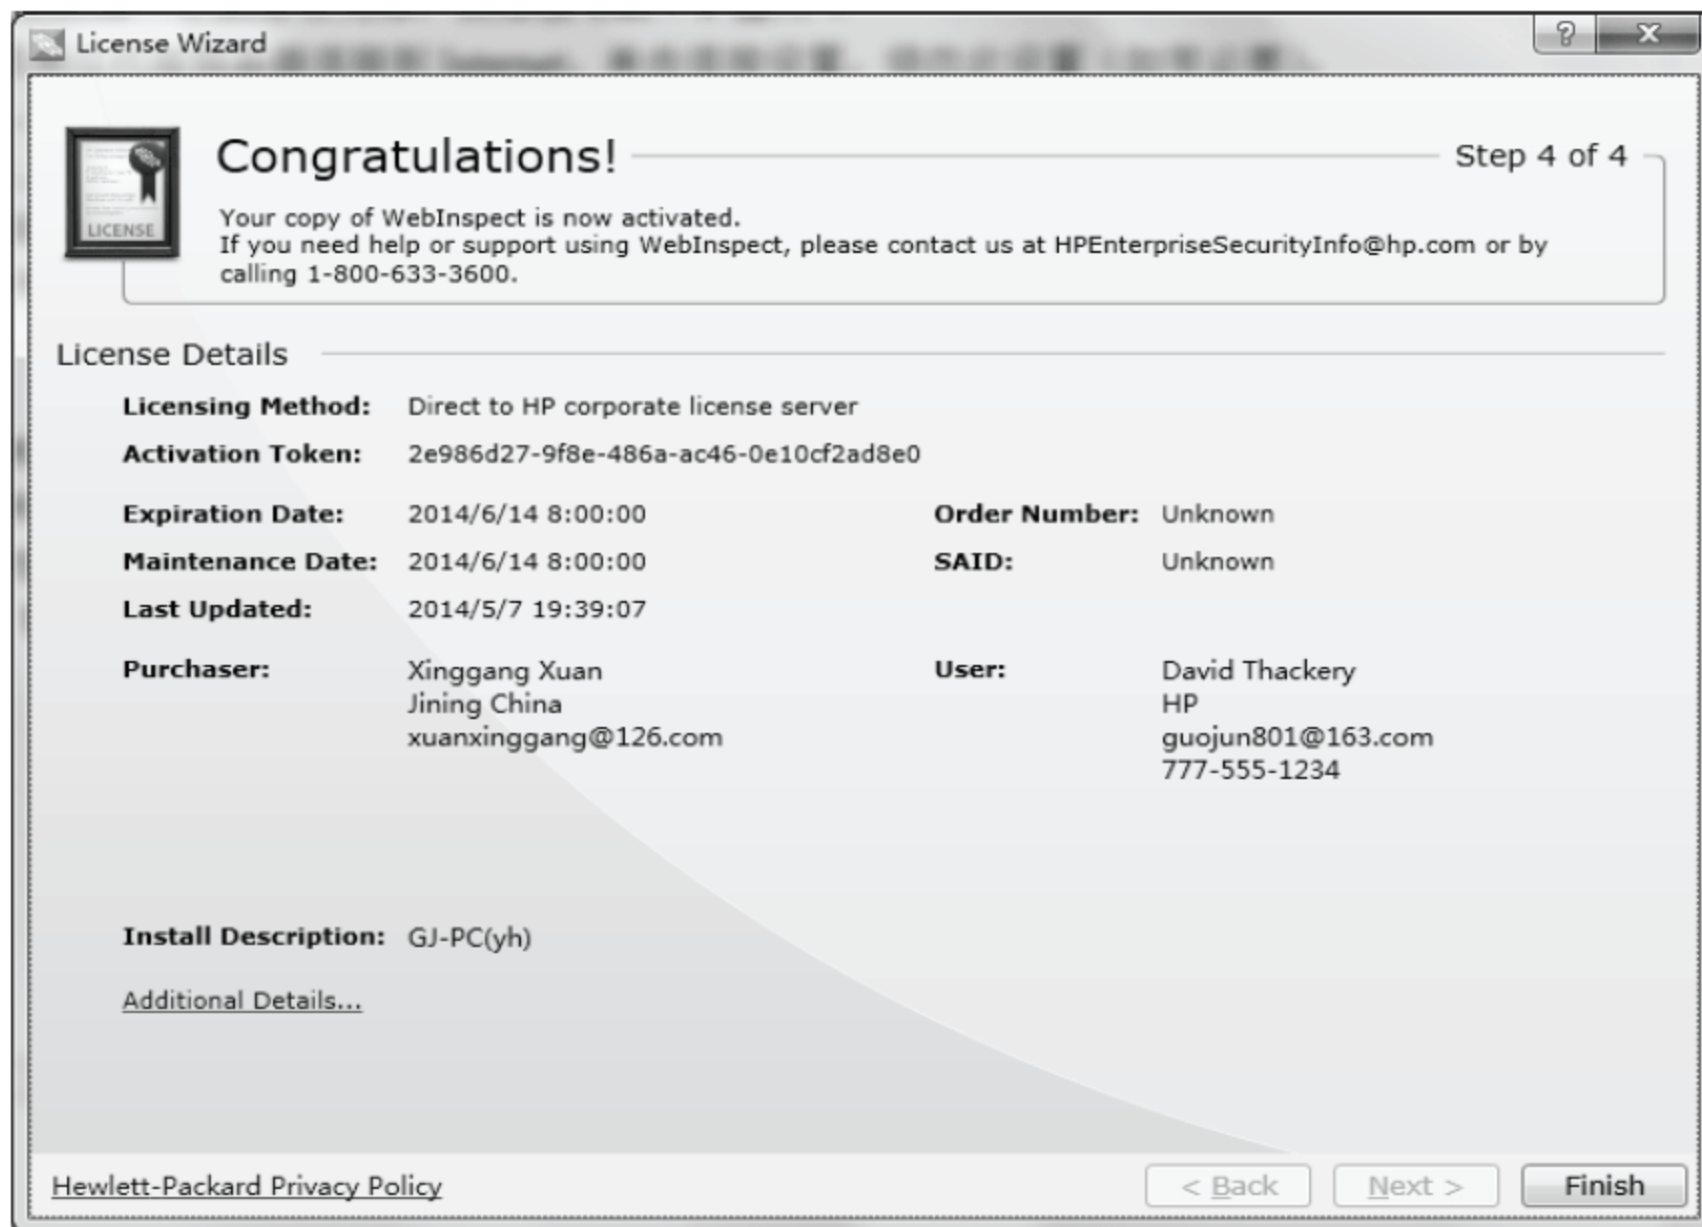 License Wizard
Congratulations!
Step 4 of 4
LICENSE
Your copy of WebInspect is now activated.
If you need help or support using WebInspect, please contact us at HPEnterpriseSecurityInfo@hp.com or by
calling 1-800-633-3600.
License Details
Licensing Method: Direct to HP corporate license server
Activation Token: 2e986d27-9f8e-486a-ac46-0e10cf2ad8e0
Expiration Date: 2014/6/14 8:00:00 Order Number: Unknown
Maintenance Date: 2014/6/14 8:00:00 SAID: Unknown
Last Updated: 2014/5/7 19:39:07
Purchaser: Xinggang Xuan User: David Thackery
Jining China HP
xuanxinggang@126.com guojun801@163.com
777-555-1234
Install Description: GJ-PC(yh)
Additional Details...
Hewlett-Packard Privacy Policy < Back Next > Finish